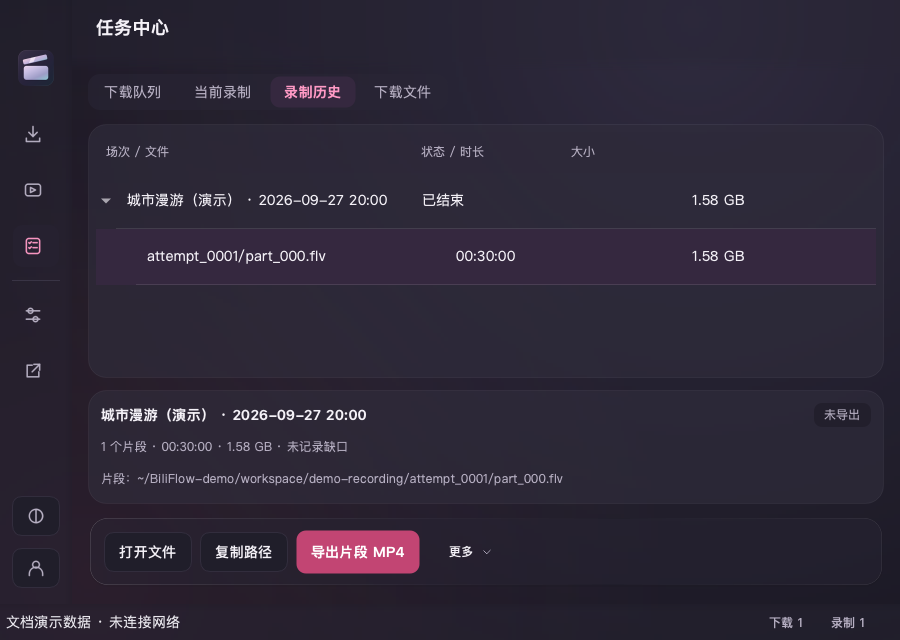 任务中心
下载队列 当前录制 录制历史 下载文件
场次 / 文件 状态 / 时长 大小
城市漫游（演示） · 2026-09-27 20:00 已结束 1.58 GB
attempt_0001/part_000.flv 00:30:00 1.58 GB
城市漫游（演示） · 2026-09-27 20:00 未导出
1 个片段 · 00:30:00 · 1.58 GB · 未记录缺口
片段：~/BiliFlow-demo/workspace/demo-recording/attempt_0001/part_000.flv
打开文件 复制路径 导出片段 MP4 更多
文档演示数据 · 未连接网络 下载 1 录制 1